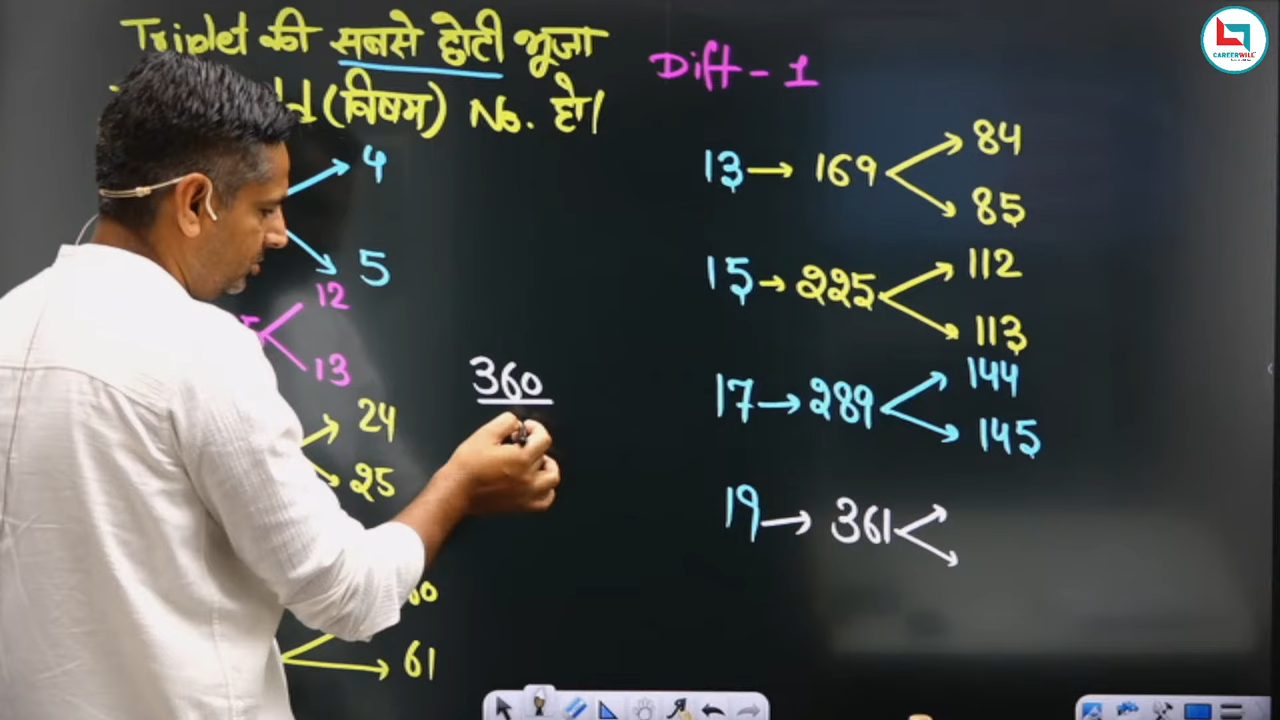 Triplet की सबसे छोटी भूजा
(विषम) No. हो।
4
5
12
13
24
25
61
360
Diff - 1
13 → 169
84
85
15 → 225
112
113
17 → 289
144
145
19 → 361
CAREERWILL